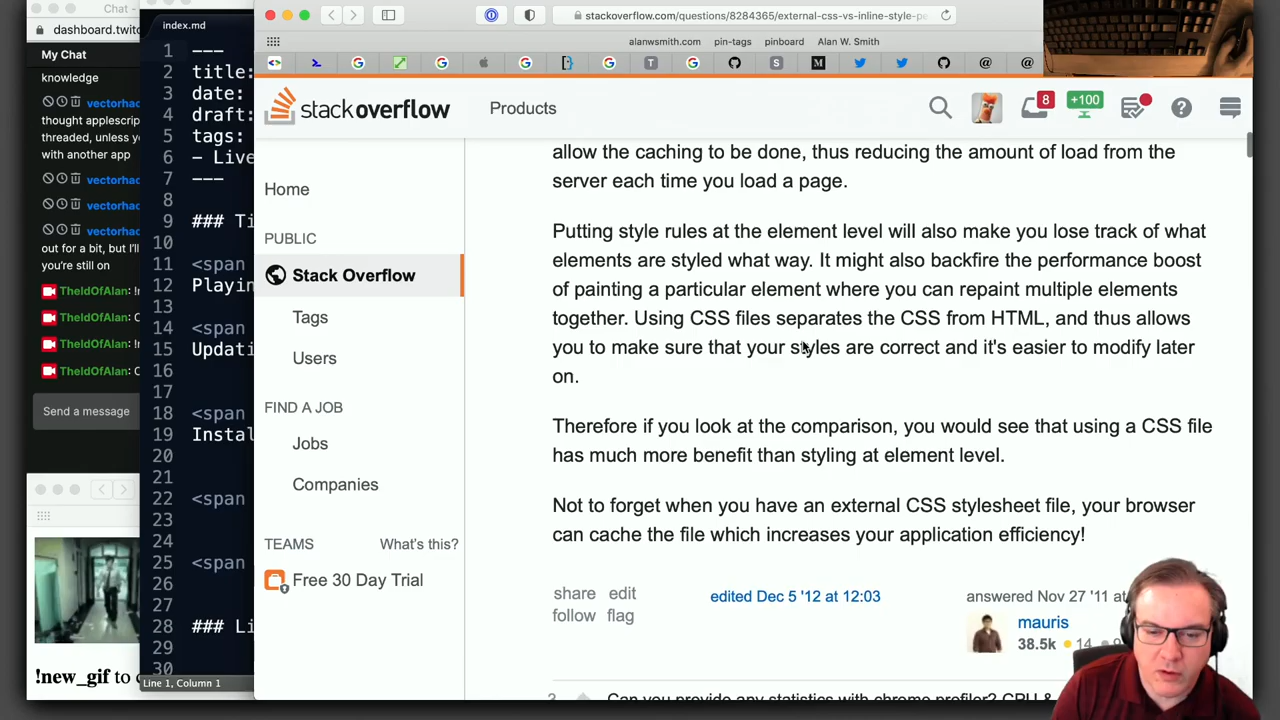 Chat -
dashboard.twitc
My Chat
knowledge
vectorhac
thought applescrip
threaded, unless y
with another app
vectorhac
vectorhac
vectorhac
out for a bit, but I'll
you're still on
TheIdOfAlan: !n
TheIdOfAlan: C
TheIdOfAlan: C
TheIdOfAlan: C
Send a message
!new_gif to
index.md
1 ---
2 title:
3 date:
4 draft:
5 tags:
6 - Live
7 ---
8
9 ### Ti
10
11 <span
12 Playin
13
14 <span
15 Updati
16
17
18 <span
19 Instal
20
21
22 <span
23
24
25 <span
26
27
28 ### Li
29
30
Line 1, Column 1
stackoverflow.com/questions/8284365/external-css-vs-inline-style-pe
alanwsmith.com pin-tags pinboard Alan W. Smith
stackoverflow
Products
8
+100
Home
PUBLIC
Stack Overflow
Tags
Users
FIND A JOB
Jobs
Companies
TEAMS What's this?
Free 30 Day Trial
allow the caching to be done, thus reducing the amount of load from the
server each time you load a page.
Putting style rules at the element level will also make you lose track of what
elements are styled what way. It might also backfire the performance boost
of painting a particular element where you can repaint multiple elements
together. Using CSS files separates the CSS from HTML, and thus allows
you to make sure that your styles are correct and it's easier to modify later
on.
Therefore if you look at the comparison, you would see that using a CSS file
has much more benefit than styling at element level.
Not to forget when you have an external CSS stylesheet file, your browser
can cache the file which increases your application efficiency!
share edit
follow flag
edited Dec 5 '12 at 12:03
answered Nov 27 '11 at
mauris
38.5k 14
Can you provide any statistics with chrome profiler? CPU &